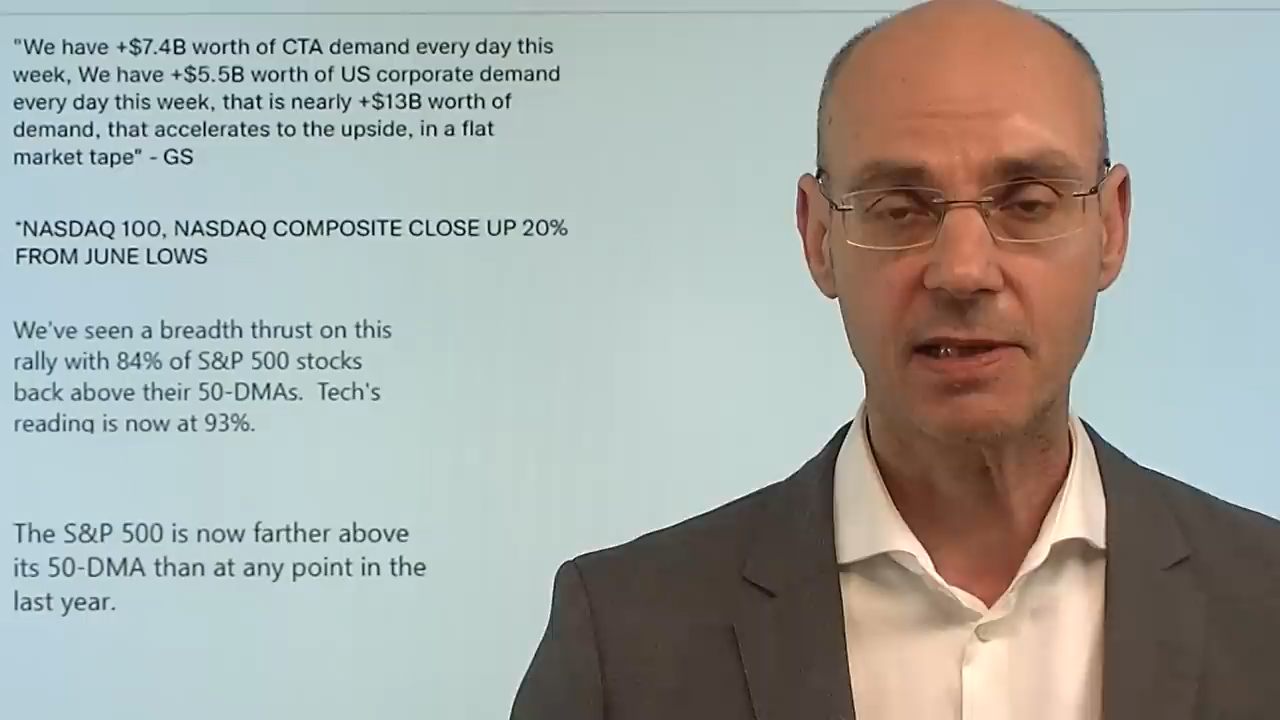 "We have +$7.4B worth of CTA demand every day this
week, We have +$5.5B worth of US corporate demand
every day this week, that is nearly +$13B worth of
demand, that accelerates to the upside, in a flat
market tape" - GS
*NASDAQ 100, NASDAQ COMPOSITE CLOSE UP 20%
FROM JUNE LOWS
We've seen a breadth thrust on this
rally with 84% of S&P 500 stocks
back above their 50-DMAs. Tech's
reading is now at 93%.
The S&P 500 is now farther above
its 50-DMA than at any point in the
last year.